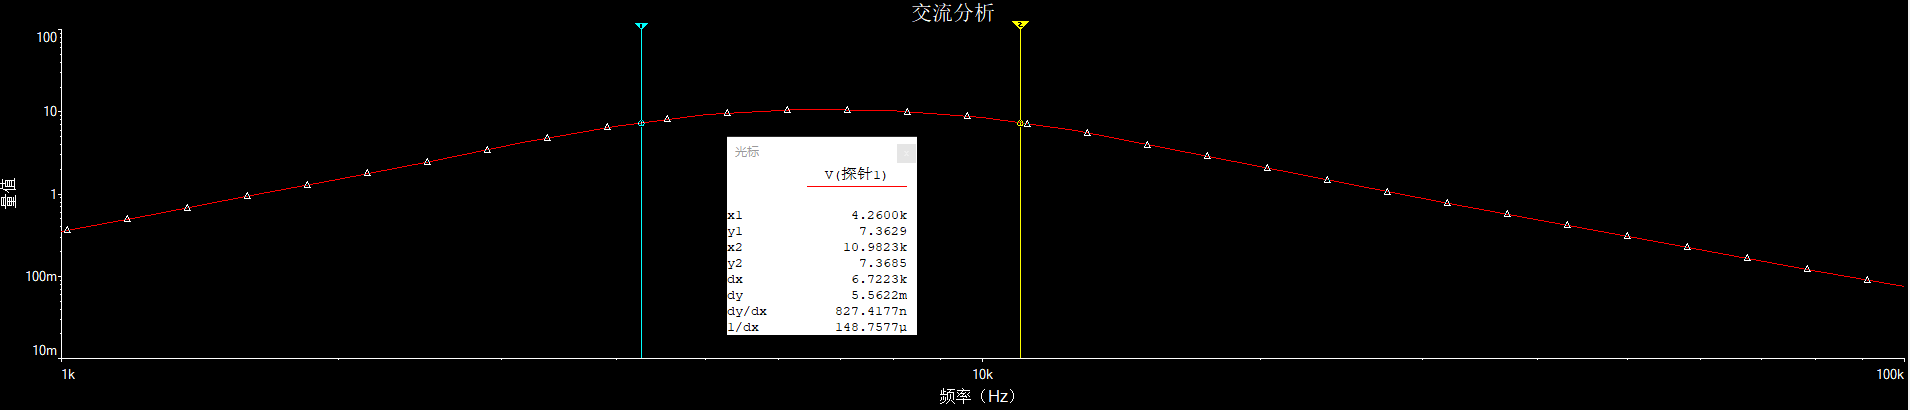 交流分析
1
2
100
10
1
100m
10m
量值
光标
x
V(探针1)
x1 4.2600k
y1 7.3629
x2 10.9823k
y2 7.3685
dx 6.7223k
dy 5.5622m
dy/dx 827.4177n
1/dx 148.7577µ
1k 10k 100k
频率（Hz）